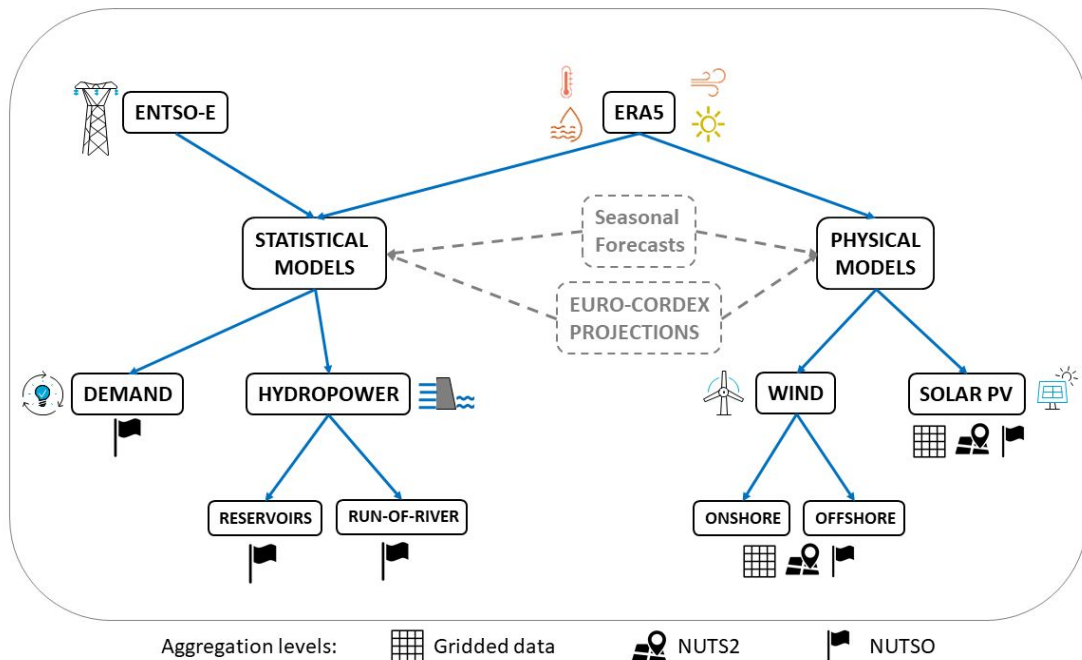 ENTSO-E
ERA5
STATISTICAL
MODELS
Seasonal
Forecasts
PHYSICAL
MODELS
EURO-CORDEX
PROJECTIONS
DEMAND
HYDROPOWER
WIND
SOLAR PV
RESERVOIRS
RUN-OF-RIVER
ONSHORE
OFFSHORE
Aggregation levels:
Gridded data
NUTS2
NUTSO